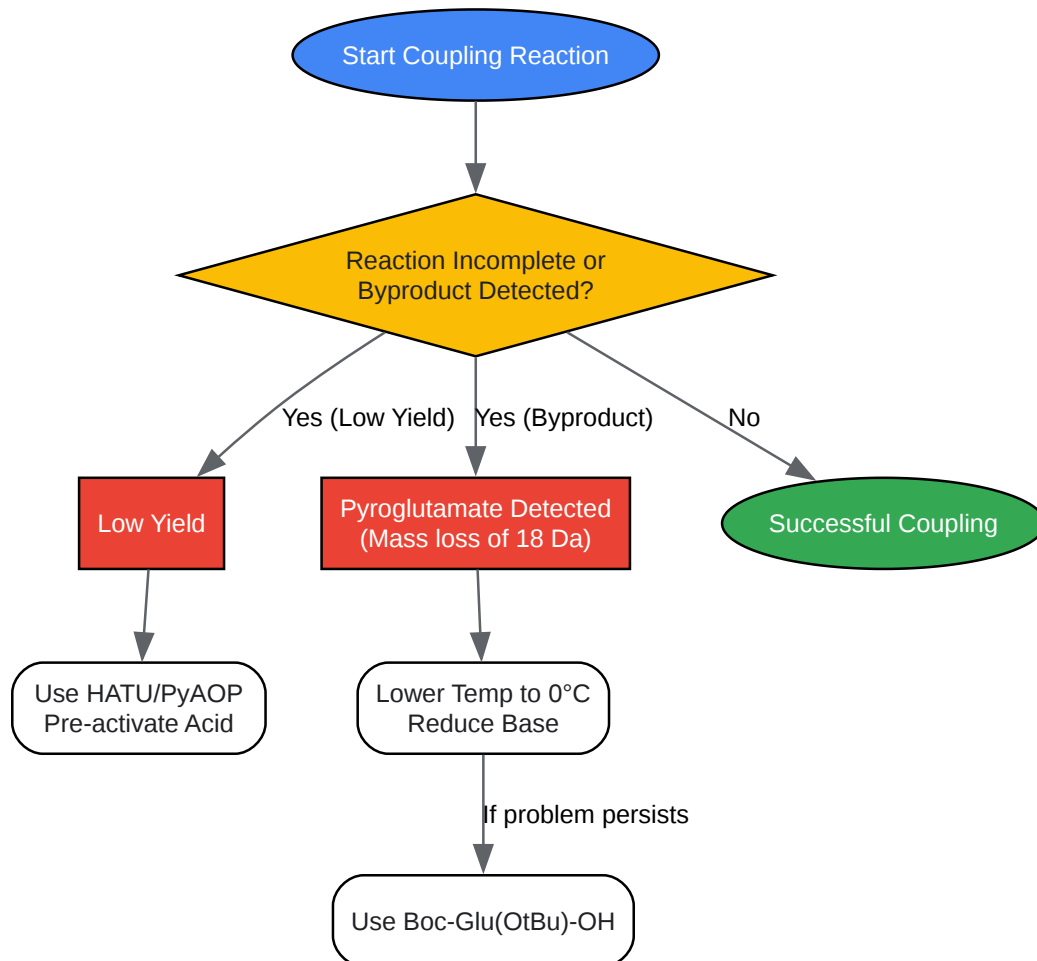 Start Coupling Reaction
Reaction Incomplete or
Byproduct Detected?
Yes (Low Yield)
Yes (Byproduct)
No
Low Yield
Pyroglutamate Detected
(Mass loss of 18 Da)
Successful Coupling
Use HATU/PyAOP
Pre-activate Acid
Lower Temp to 0°C
Reduce Base
If problem persists
Use Boc-Glu(OtBu)-OH